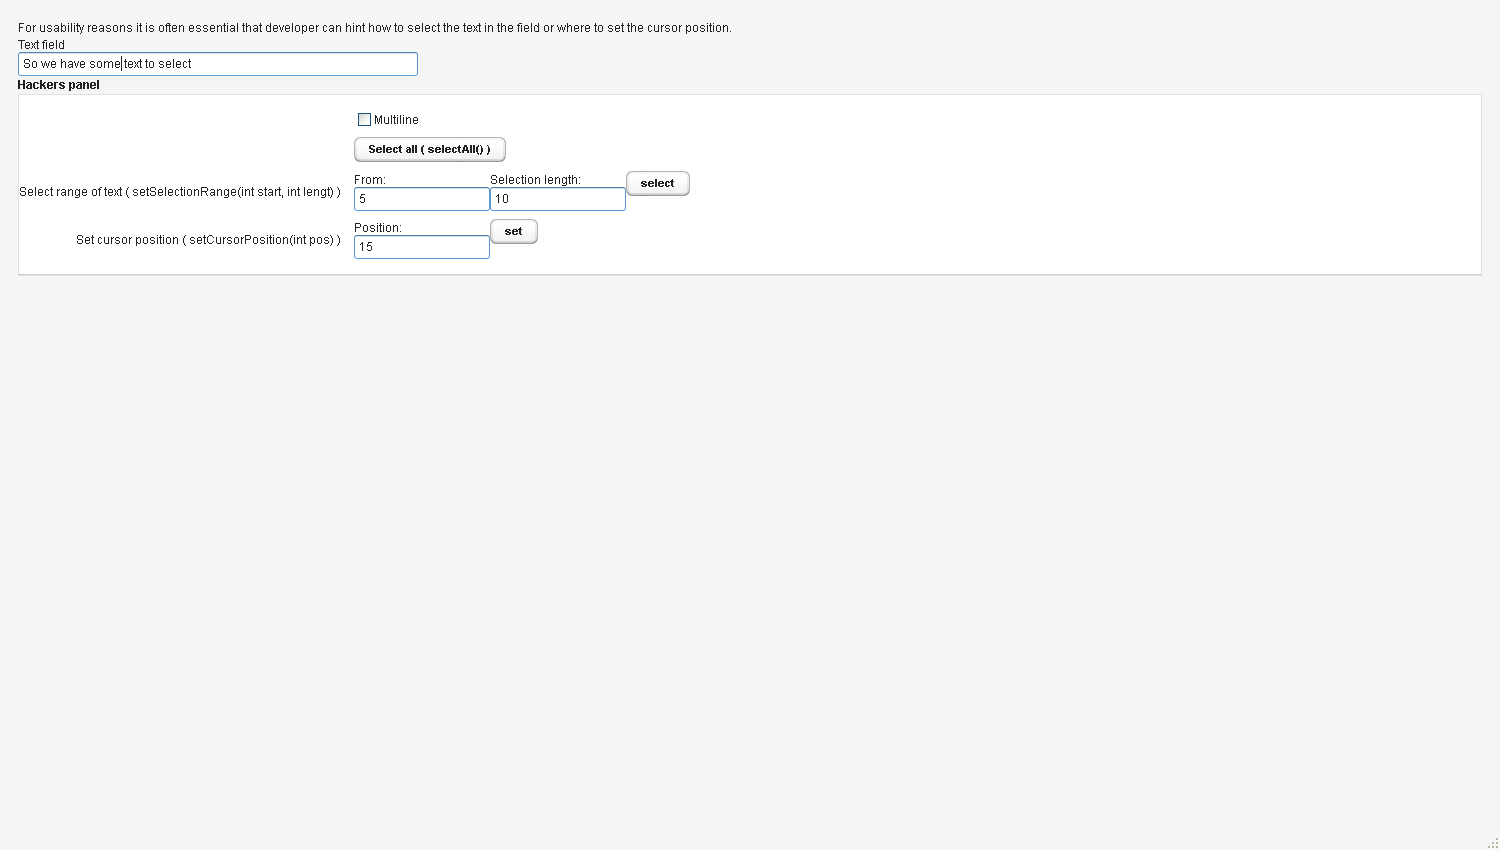 For usability reasons it is often essential that developer can hint how to select the text in the field or where to set the cursor position.
Text field
So we have some text to select
Hackers panel
Multiline
Select all ( selectAll() )
Select range of text ( setSelectionRange(int start, int lengt) )
From:
5
Selection length:
10
select
Set cursor position ( setCursorPosition(int pos) )
Position:
15
set